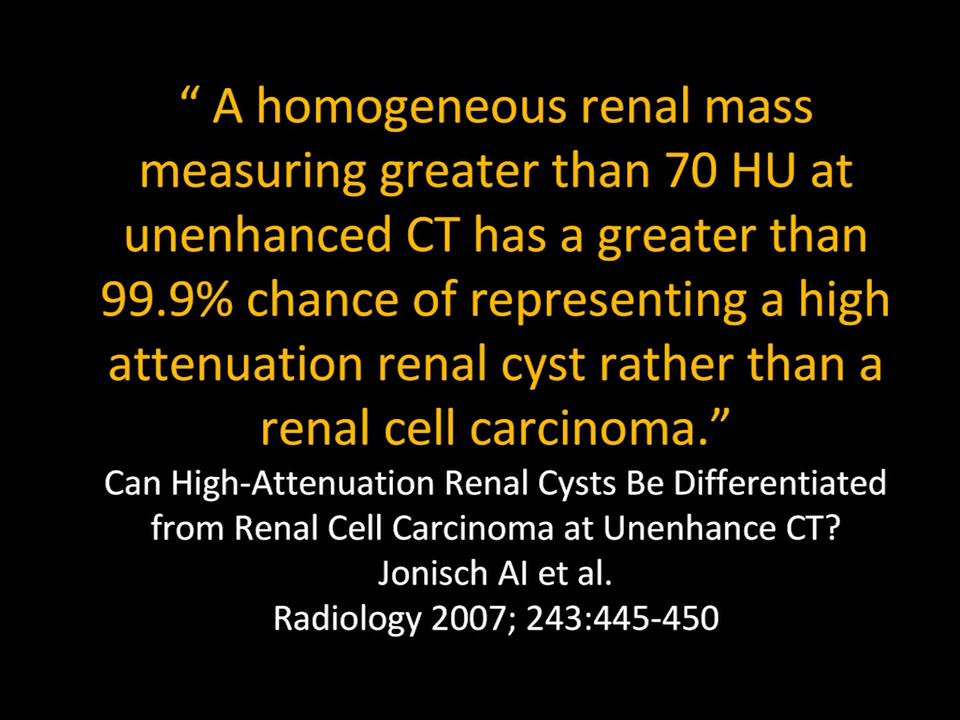 “ A homogeneous renal mass
measuring greater than 70 HU at
unenhanced CT has a greater than
99.9% chance of representing a high
attenuation renal cyst rather than a
renal cell carcinoma.”
Can High-Attenuation Renal Cysts Be Differentiated
from Renal Cell Carcinoma at Unenhance CT?
Jonisch AI et al.
Radiology 2007; 243:445-450